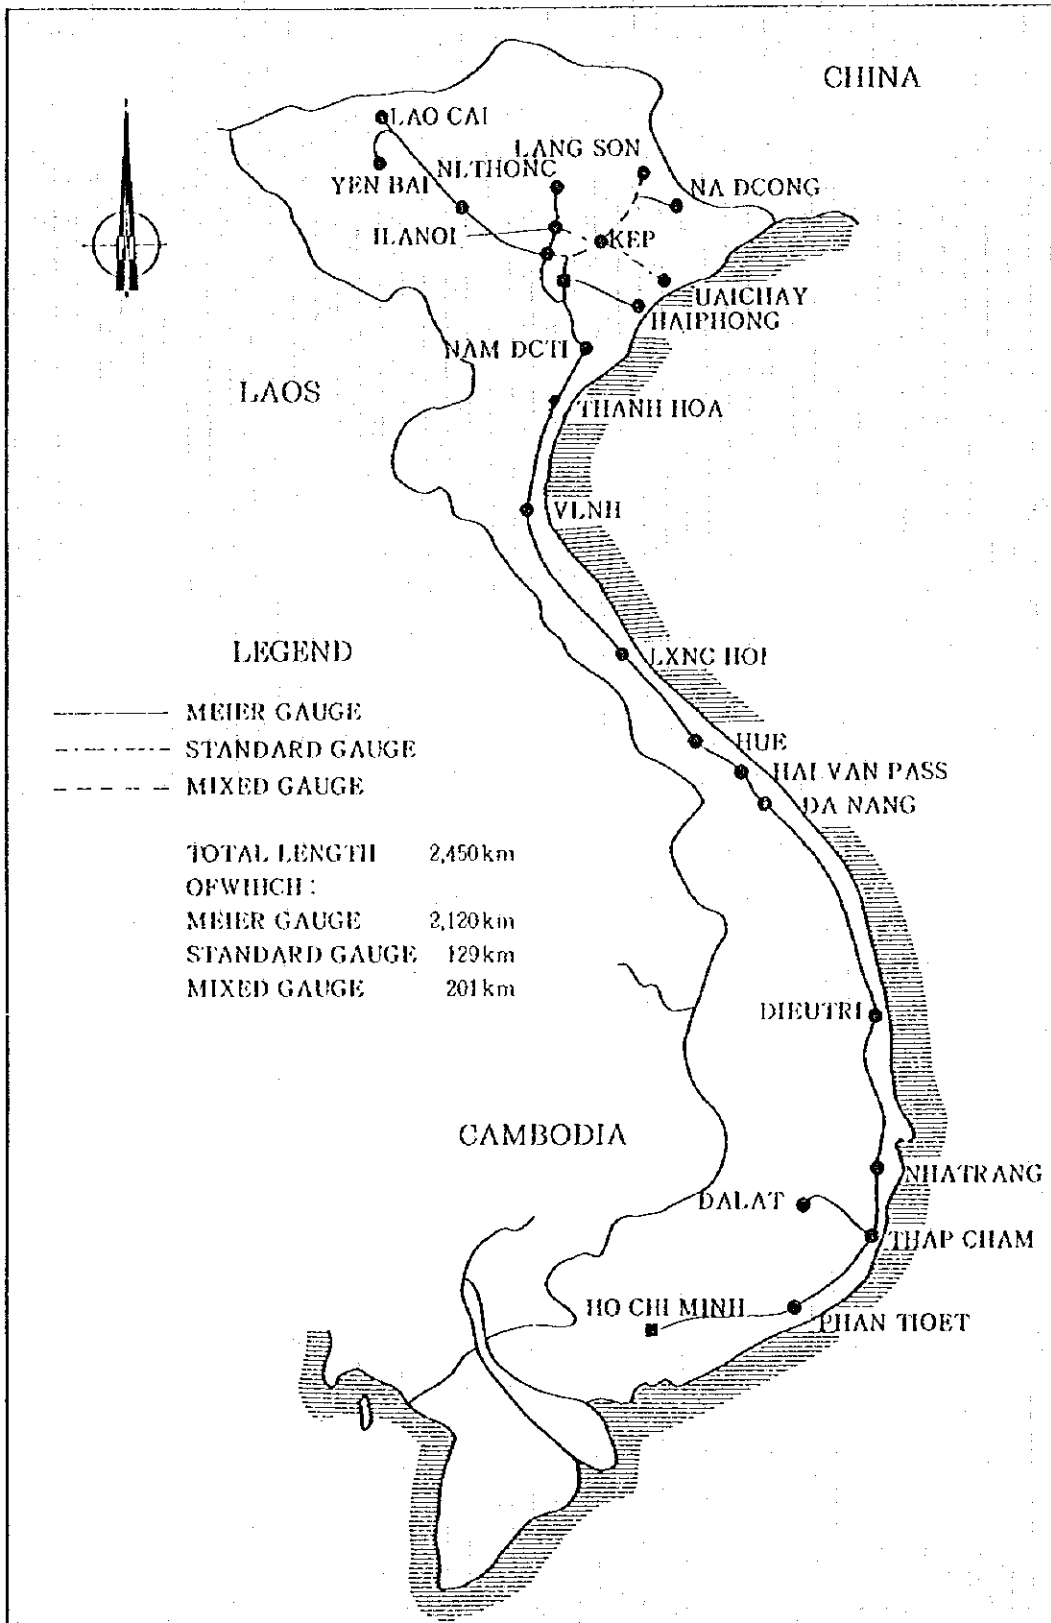 CHINA
LAO CAI
LANG SON
YEN BAI
NI.THONC
NA DCONG
IIANOI
KEP
UAICHAY
HAIPHONG
NAM DCTI
LAOS
THANH HOA
VLNH
LEGEND
LXNC HOI
MEIER GAUGE
STANDARD GAUGE
HUE
HAI VAN PASS
MIXED GAUGE
DA NANG
TOTAL LENGTH 2,450km
OFWHICH :
MEIER GAUGE 2,120km
STANDARD GAUGE 129km
MIXED GAUGE 201km
DIEUTRI
CAMBODIA
NHATRANG
DALAT
THAP CHAM
HO CHI MINH
PHAN TIOET